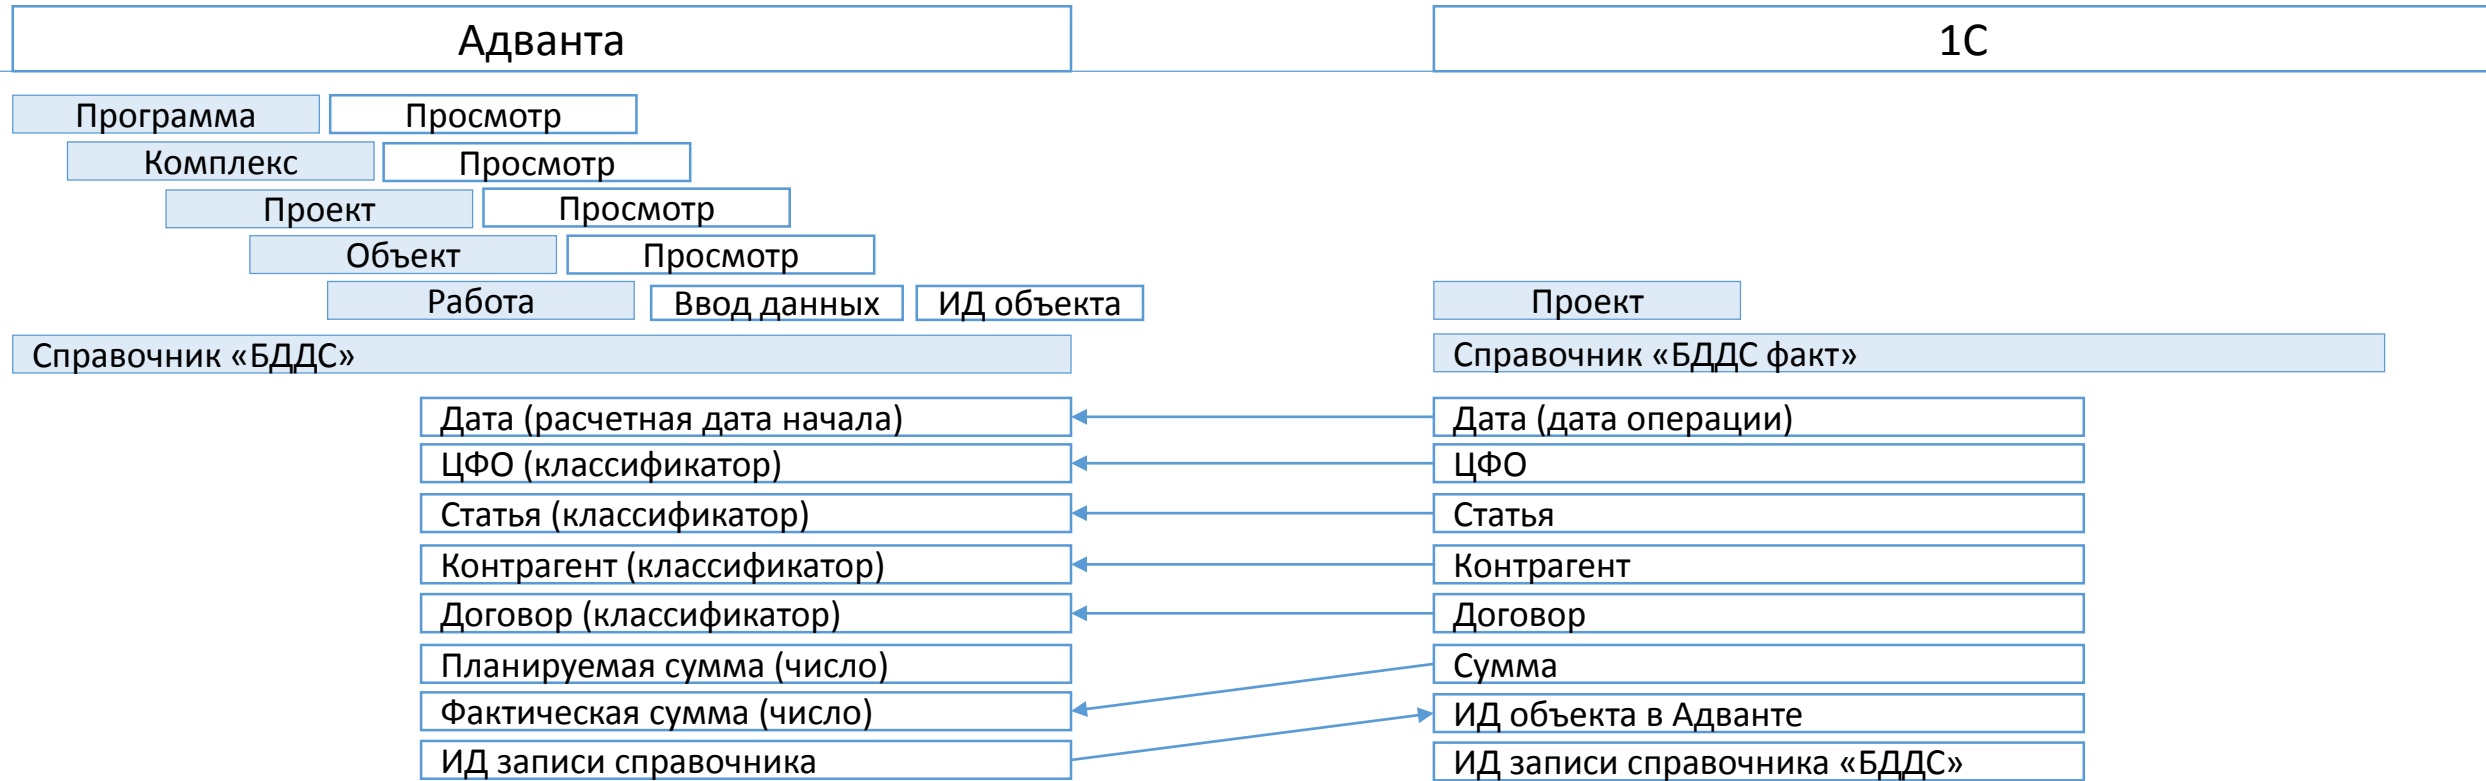 Адванта
1С
Программа
Просмотр
Комплекс
Просмотр
Проект
Просмотр
Объект
Просмотр
Работа
Ввод данных
ИД объекта
Проект
Справочник «БДДС»
Справочник «БДДС факт»
Дата (расчетная дата начала)
Дата (дата операции)
ЦФО (классификатор)
ЦФО
Статья (классификатор)
Статья
Контрагент (классификатор)
Контрагент
Договор (классификатор)
Договор
Планируемая сумма (число)
Сумма
Фактическая сумма (число)
ИД объекта в Адванте
ИД записи справочника
ИД записи справочника «БДДС»